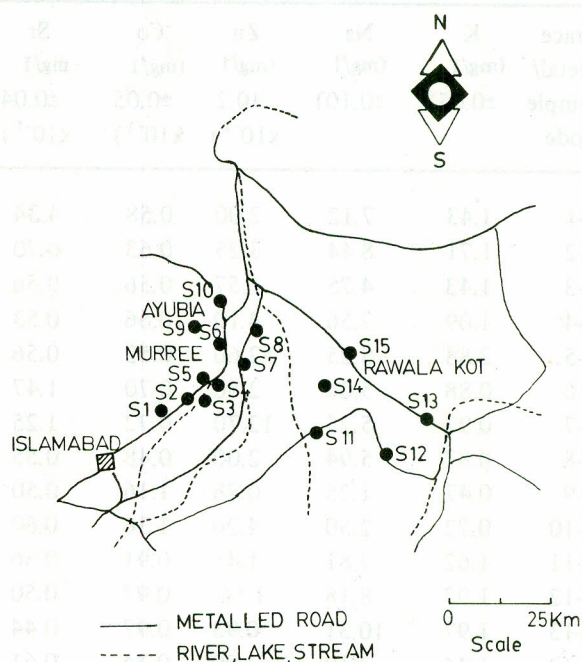 N
S
S10
AYUBIA
S9
S6
MURREE
S8
S5
S7
S2
S4
S1
S3
S15
RAWALA KOT
S14
S13
S11
S12
ISLAMABAD
METALLED ROAD
RIVER, LAKE, STREAM
0 25Km
Scale